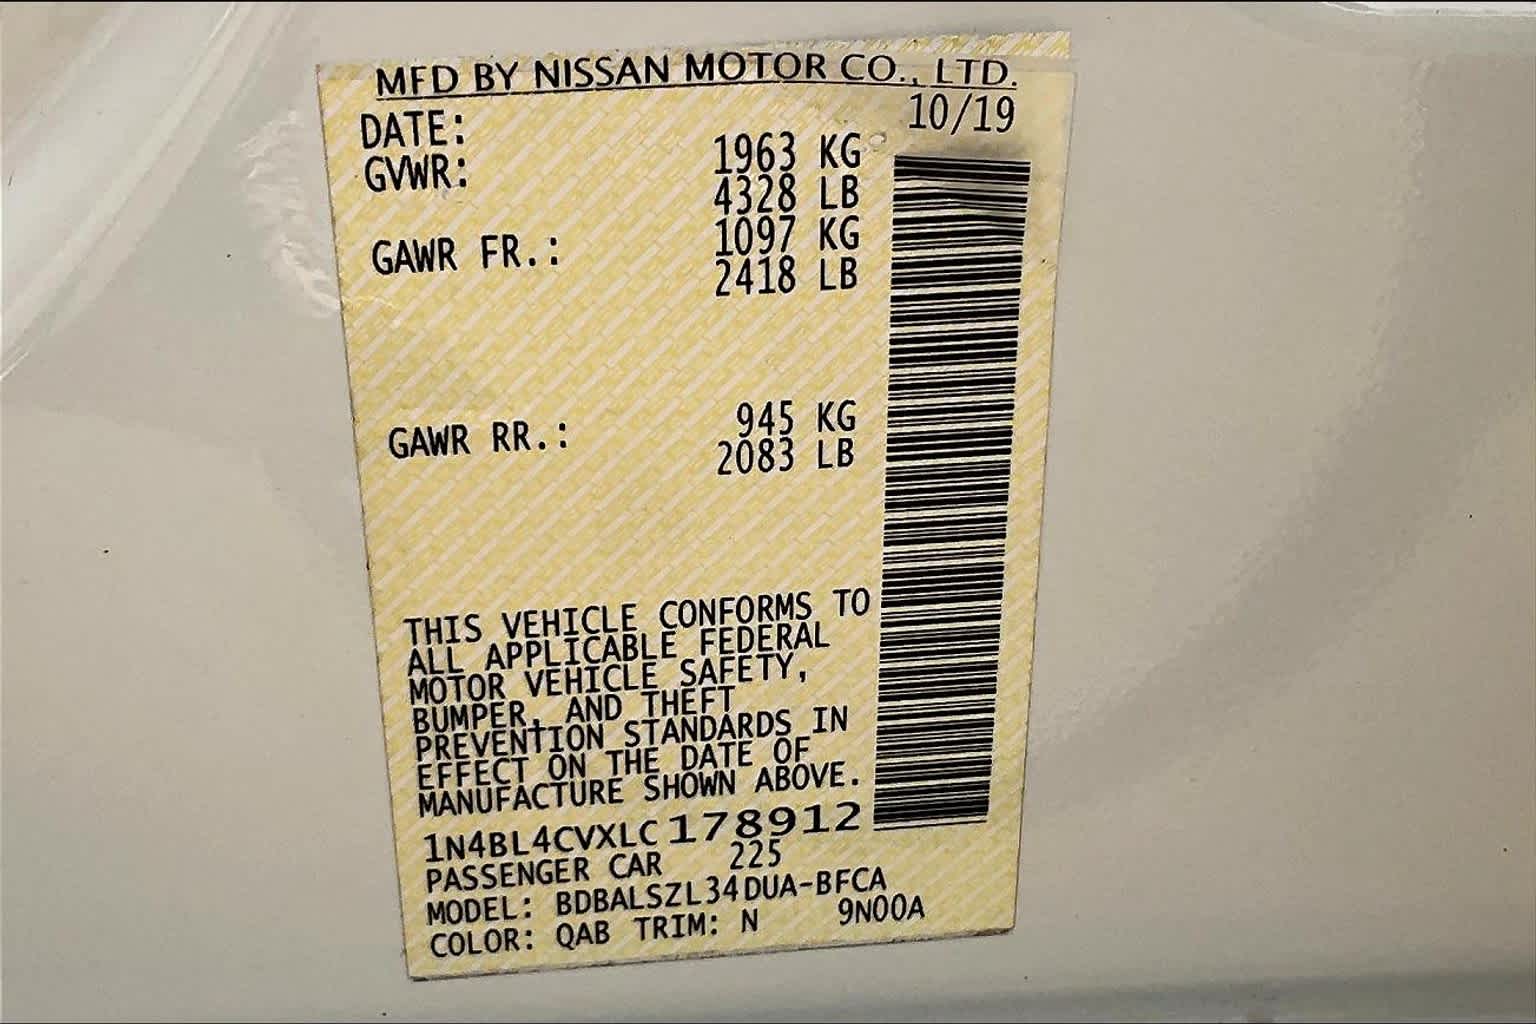 MFD BY NISSAN MOTOR CO., LTD.
DATE: 10/19
GVWR: 1963 KG
4328 LB
GAWR FR.: 1097 KG
2418 LB
GAWR RR.: 945 KG
2083 LB
THIS VEHICLE CONFORMS TO
ALL APPLICABLE FEDERAL
MOTOR VEHICLE SAFETY,
BUMPER, AND THEFT
PREVENTION STANDARDS IN
EFFECT ON THE DATE OF
MANUFACTURE SHOWN ABOVE.
1N4BL4CVXLC178912
PASSENGER CAR 225
MODEL: BDBALSZL34DUA-BFCA
COLOR: QAB TRIM: N 9N00A